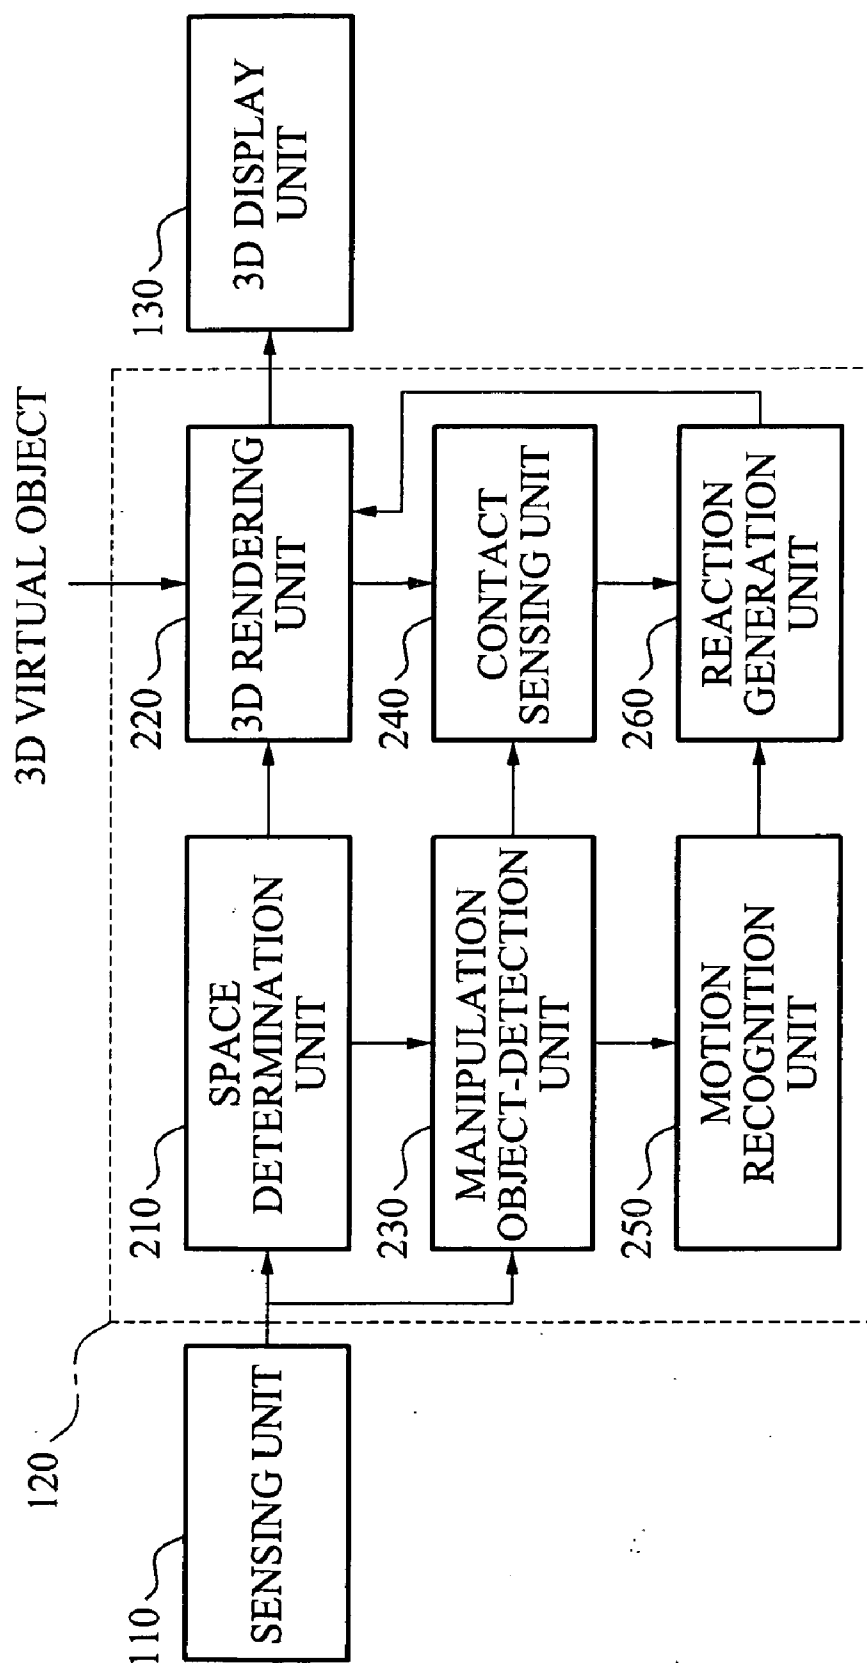 3D VIRTUAL OBJECT
120
110
SENSING UNIT
210
SPACE
DETERMINATION
UNIT
220
3D RENDERING
UNIT
130
3D DISPLAY
UNIT
230
MANIPULATION
OBJECT-DETECTION
UNIT
240
CONTACT
SENSING UNIT
250
MOTION
RECOGNITION
UNIT
260
REACTION
GENERATION
UNIT